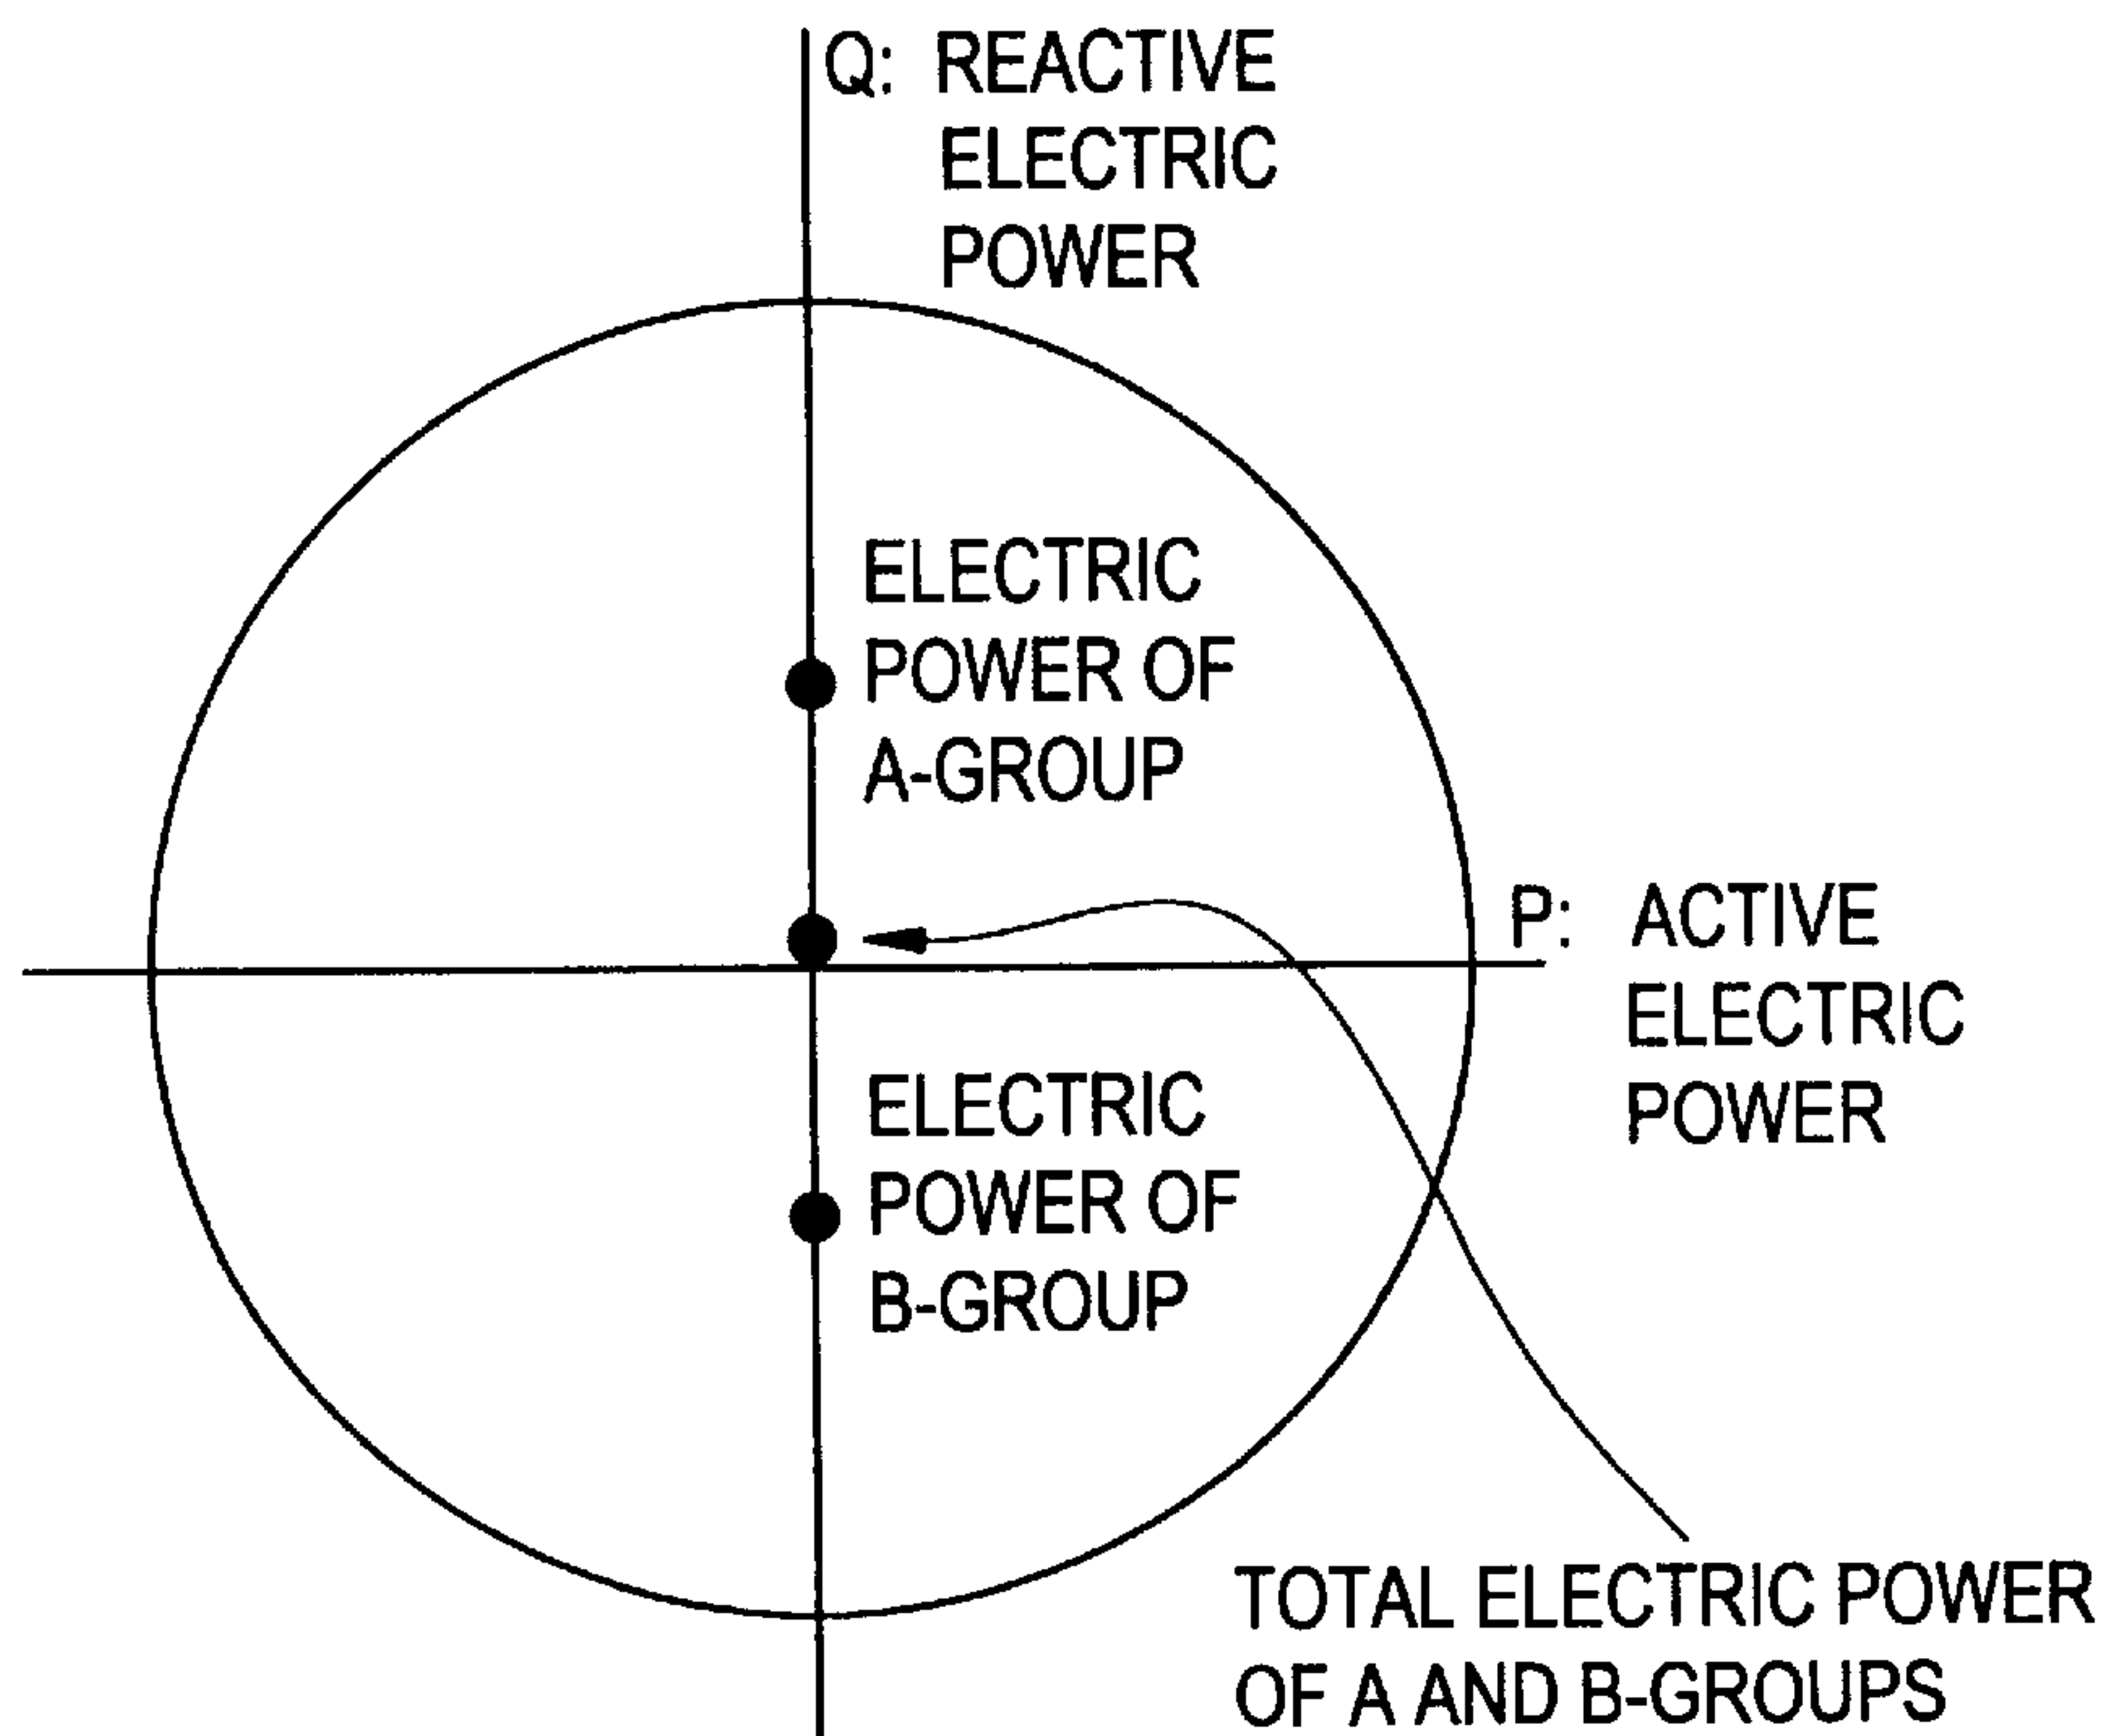 Q: REACTIVE
ELECTRIC
POWER
ELECTRIC
POWER OF
A-GROUP
P: ACTIVE
ELECTRIC
POWER
ELECTRIC
POWER OF
B-GROUP
TOTAL ELECTRIC POWER
OF A AND B-GROUPS